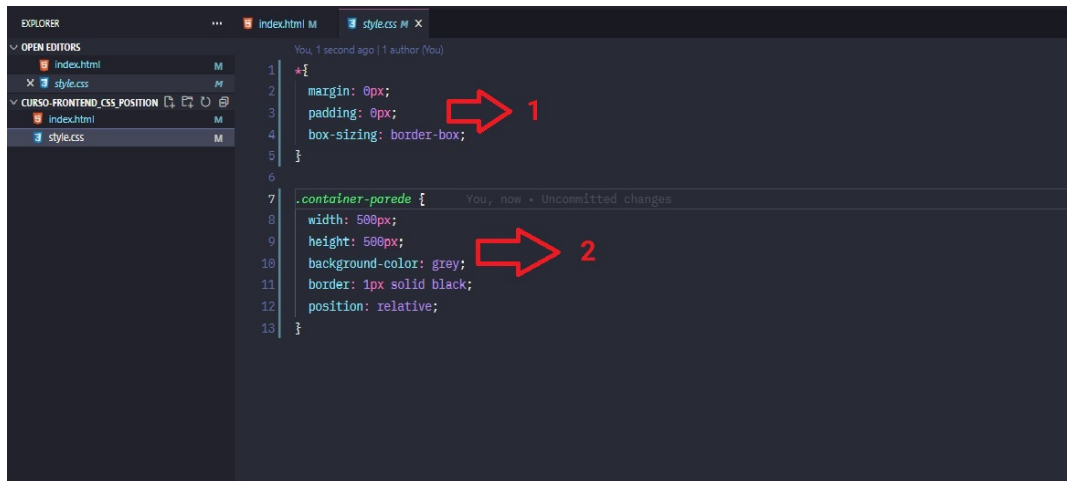 EXPLORER
index.html M
style.css M
OPEN EDITORS
index.html M
style.css M
CURSO-FRONTEND_CSS_POSITION
index.html M
style.css M
You, 1 second ago | 1 author (You)
1 *{
2 margin: 0px;
3 padding: 0px;
4 box-sizing: border-box;
5 }
6
7 .container-parede { You, now • Uncommitted changes
8 width: 500px;
9 height: 500px;
10 background-color: grey;
11 border: 1px solid black;
12 position: relative;
13 }
1
2